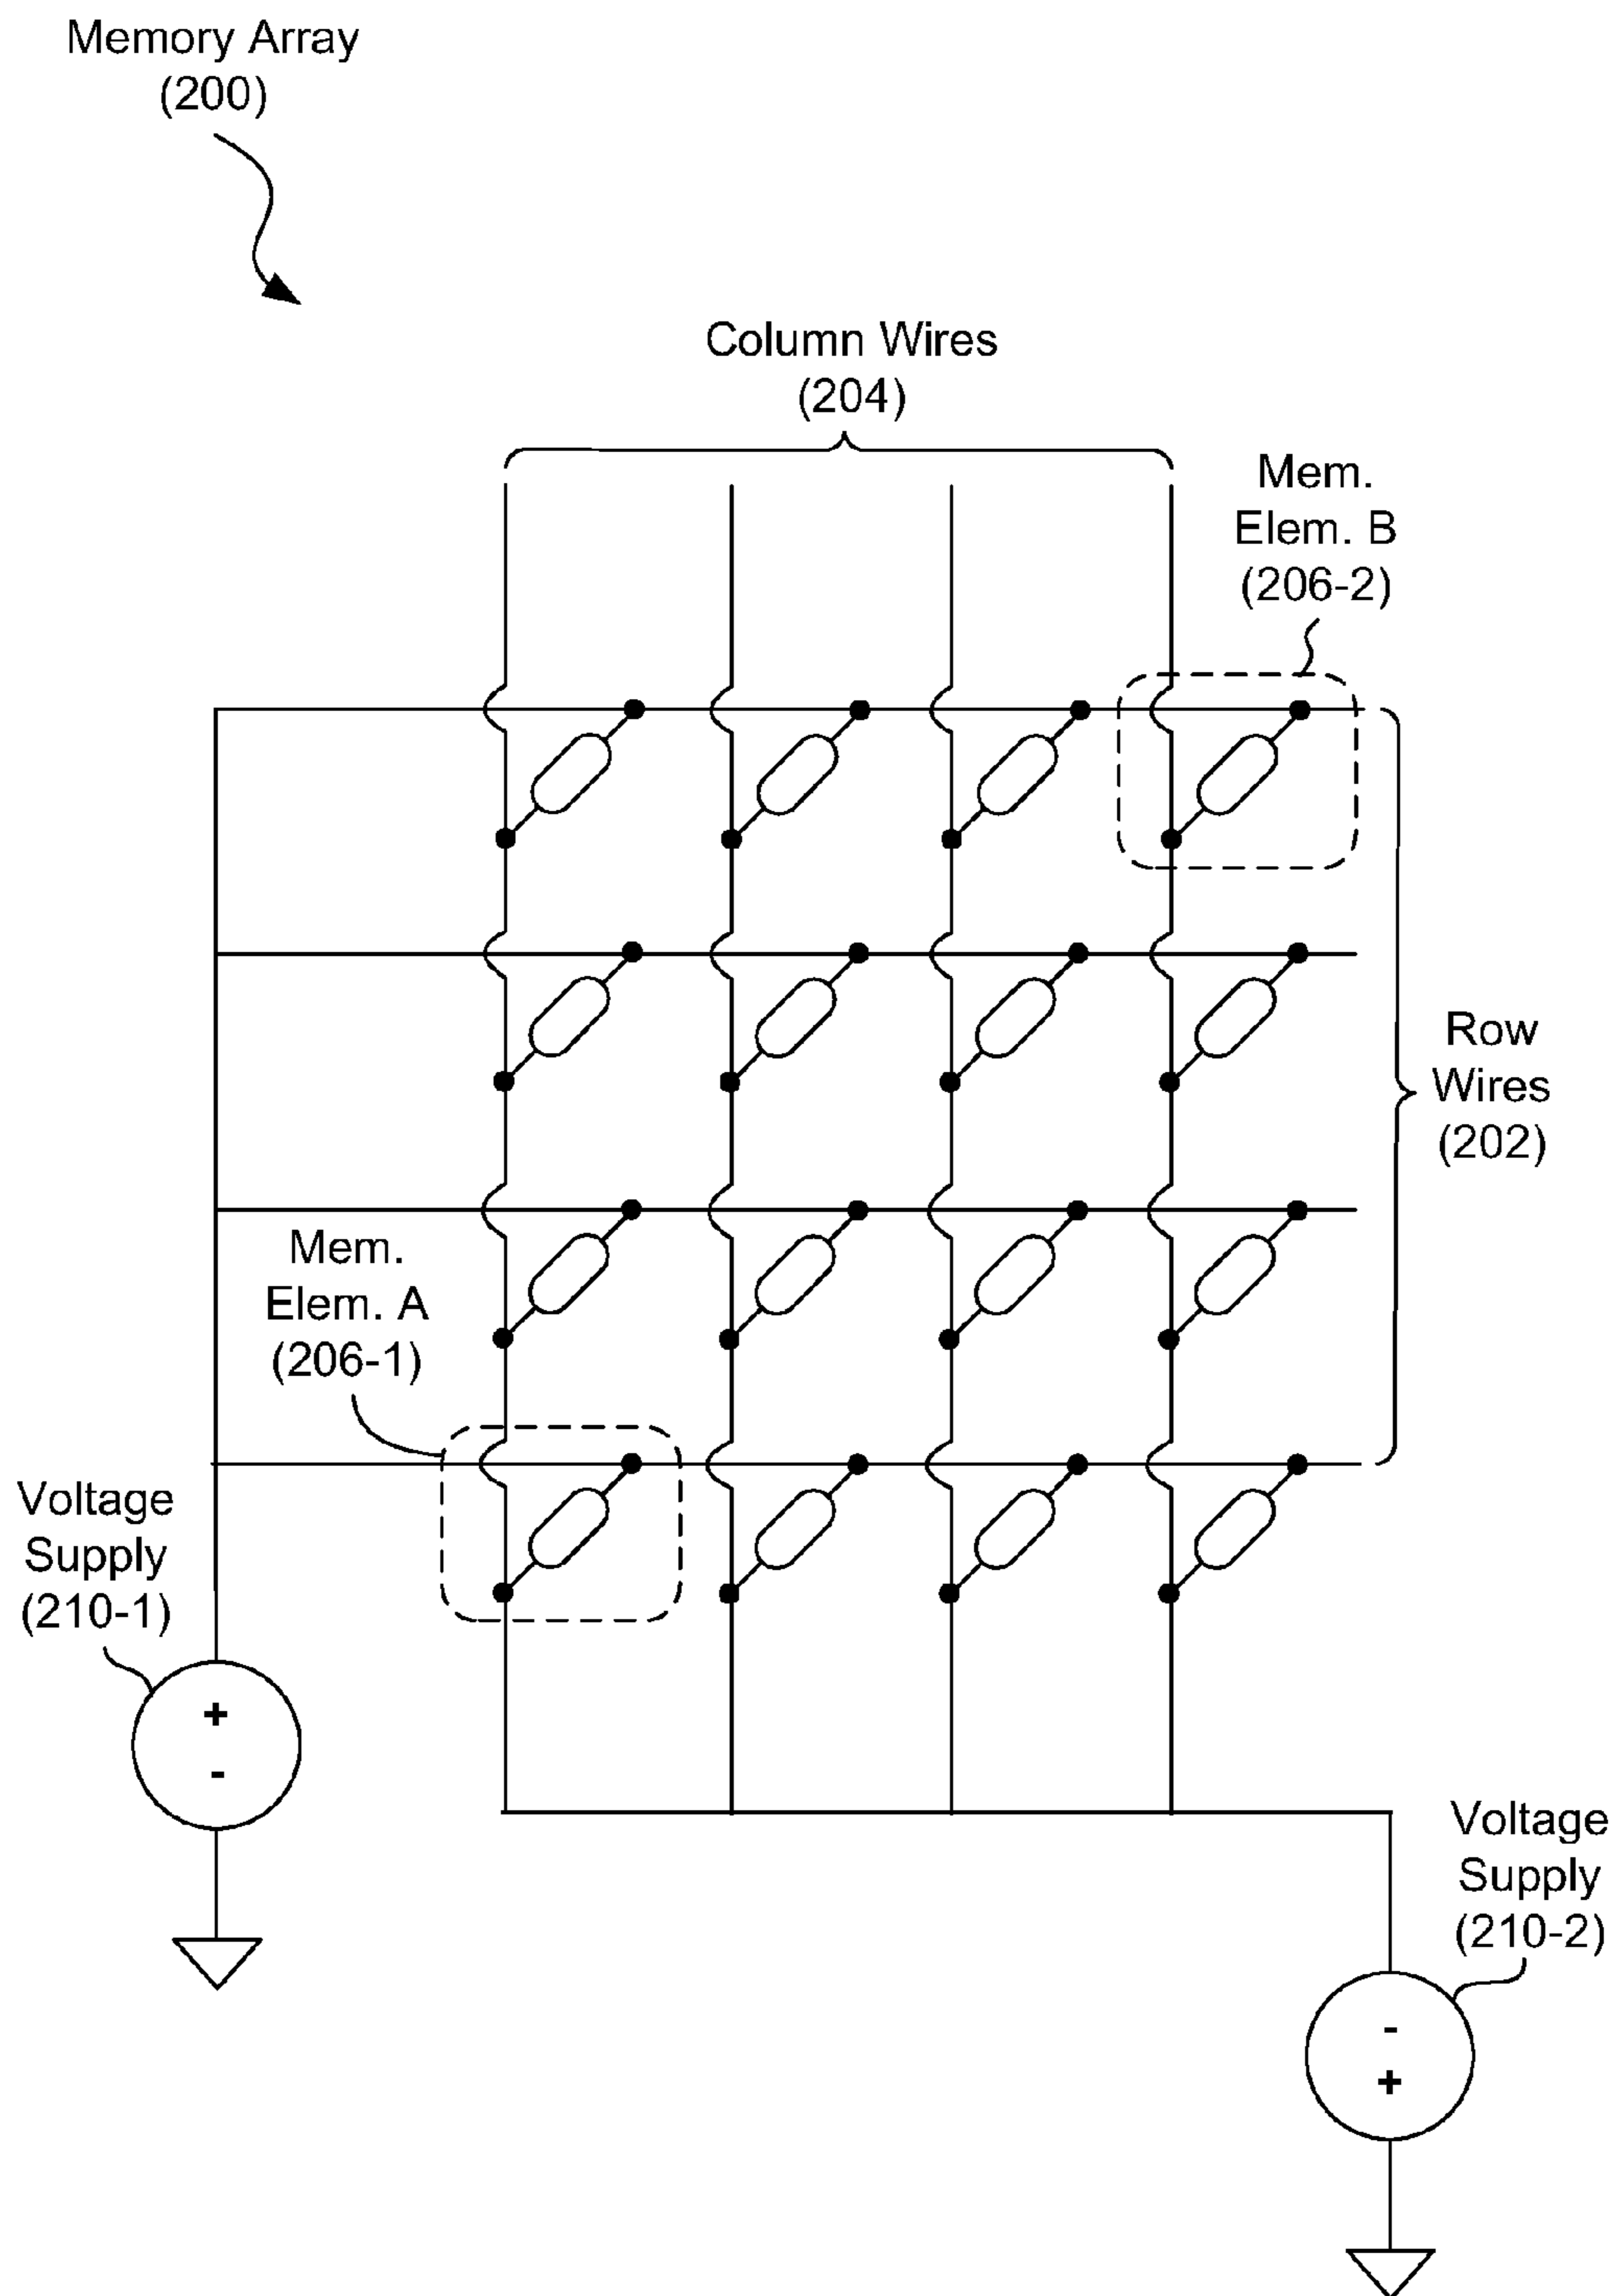 Memory Array
(200)
Column Wires
(204)
Mem.
Elem. B
(206-2)
Row
Wires
(202)
Mem.
Elem. A
(206-1)
Voltage
Supply
(210-1)
+
-
Voltage
Supply
(210-2)
-
+